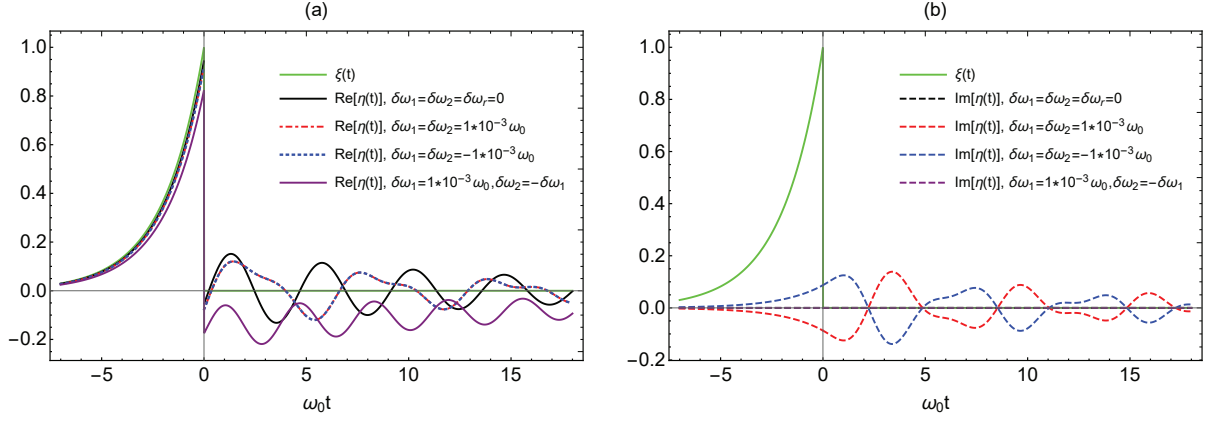 (a)
1.0
0.8
0.6
0.4
0.2
0.0
−0.2
−5
0
5
10
15
ω₀t
ξ(t)
Re[η(t)], δω₁=δω₂=δωᵣ=0
Re[η(t)], δω₁=δω₂=1*10⁻³ω₀
Re[η(t)], δω₁=δω₂=−1*10⁻³ω₀
Re[η(t)], δω₁=1*10⁻³ω₀,δω₂=−δω₁
(b)
1.0
0.8
0.6
0.4
0.2
0.0
−0.2
−5
0
5
10
15
ω₀t
ξ(t)
Im[η(t)], δω₁=δω₂=δωᵣ=0
Im[η(t)], δω₁=δω₂=1*10⁻³ω₀
Im[η(t)], δω₁=δω₂=−1*10⁻³ω₀
Im[η(t)], δω₁=1*10⁻³ω₀,δω₂=−δω₁